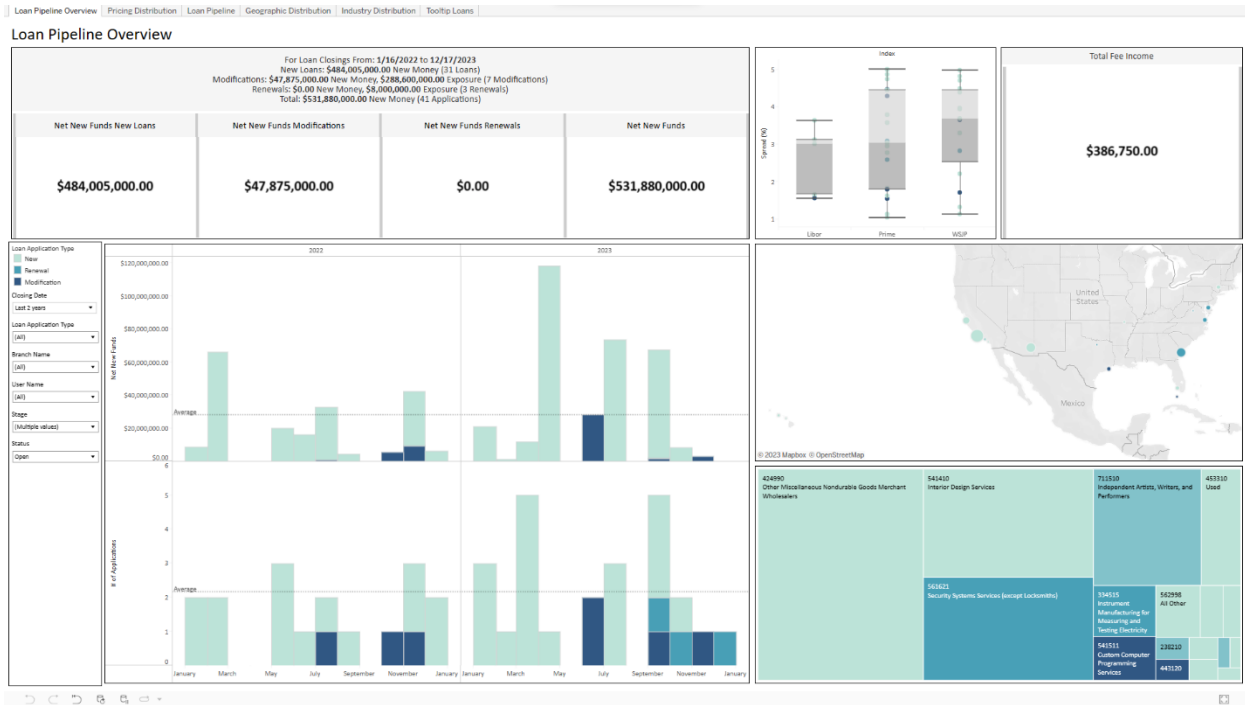 Loan Pipeline Overview
Pricing Distribution
Loan Pipeline
Geographic Distribution
Industry Distribution
Tooltip Loans
Loan Pipeline Overview
For Loan Closings From: 1/16/2022 to 12/17/2023
New Loans: $484,005,000.00 New Money (31 Loans)
Modifications: $47,875,000.00 New Money, $288,600,000.00 Exposure (7 Modifications)
Renewals: $0.00 New Money, $8,000,000.00 Exposure (3 Renewals)
Total: $531,880,000.00 New Money (41 Applications)
Net New Funds New Loans
Net New Funds Modifications
Net New Funds Renewals
Net New Funds
$484,005,000.00
$47,875,000.00
$0.00
$531,880,000.00
Index
Spread (%)
5
4
3
2
1
Libor
Prime
WSJP
Total Fee Income
$386,750.00
Loan Application Type
New
Renewal
Modification
Closing Date
Last 2 years
Loan Application Type
(All)
Branch Name
(All)
User Name
(All)
Stage
(Multiple values)
Status
Open
2022
2023
Net New Funds
$120,000,000.00
$100,000,000.00
$80,000,000.00
$60,000,000.00
$40,000,000.00
Average
$20,000,000.00
$0.00
# of Applications
6
5
4
3
Average
2
1
0
January
March
May
July
September
November
January
January
March
May
July
September
November
January
United
States
Mexico
© 2023 Mapbox © OpenStreetMap
424990
Other Miscellaneous Nondurable Goods Merchant
Wholesalers
541410
Interior Design Services
561621
Security Systems Services (except Locksmiths)
711510
Independent Artists, Writers, and
Performers
453310
Used
334515
Instrument
Manufacturing for
Measuring and
Testing Electricity
562998
All Other
541511
Custom Computer
Programming
Services
238210
443120